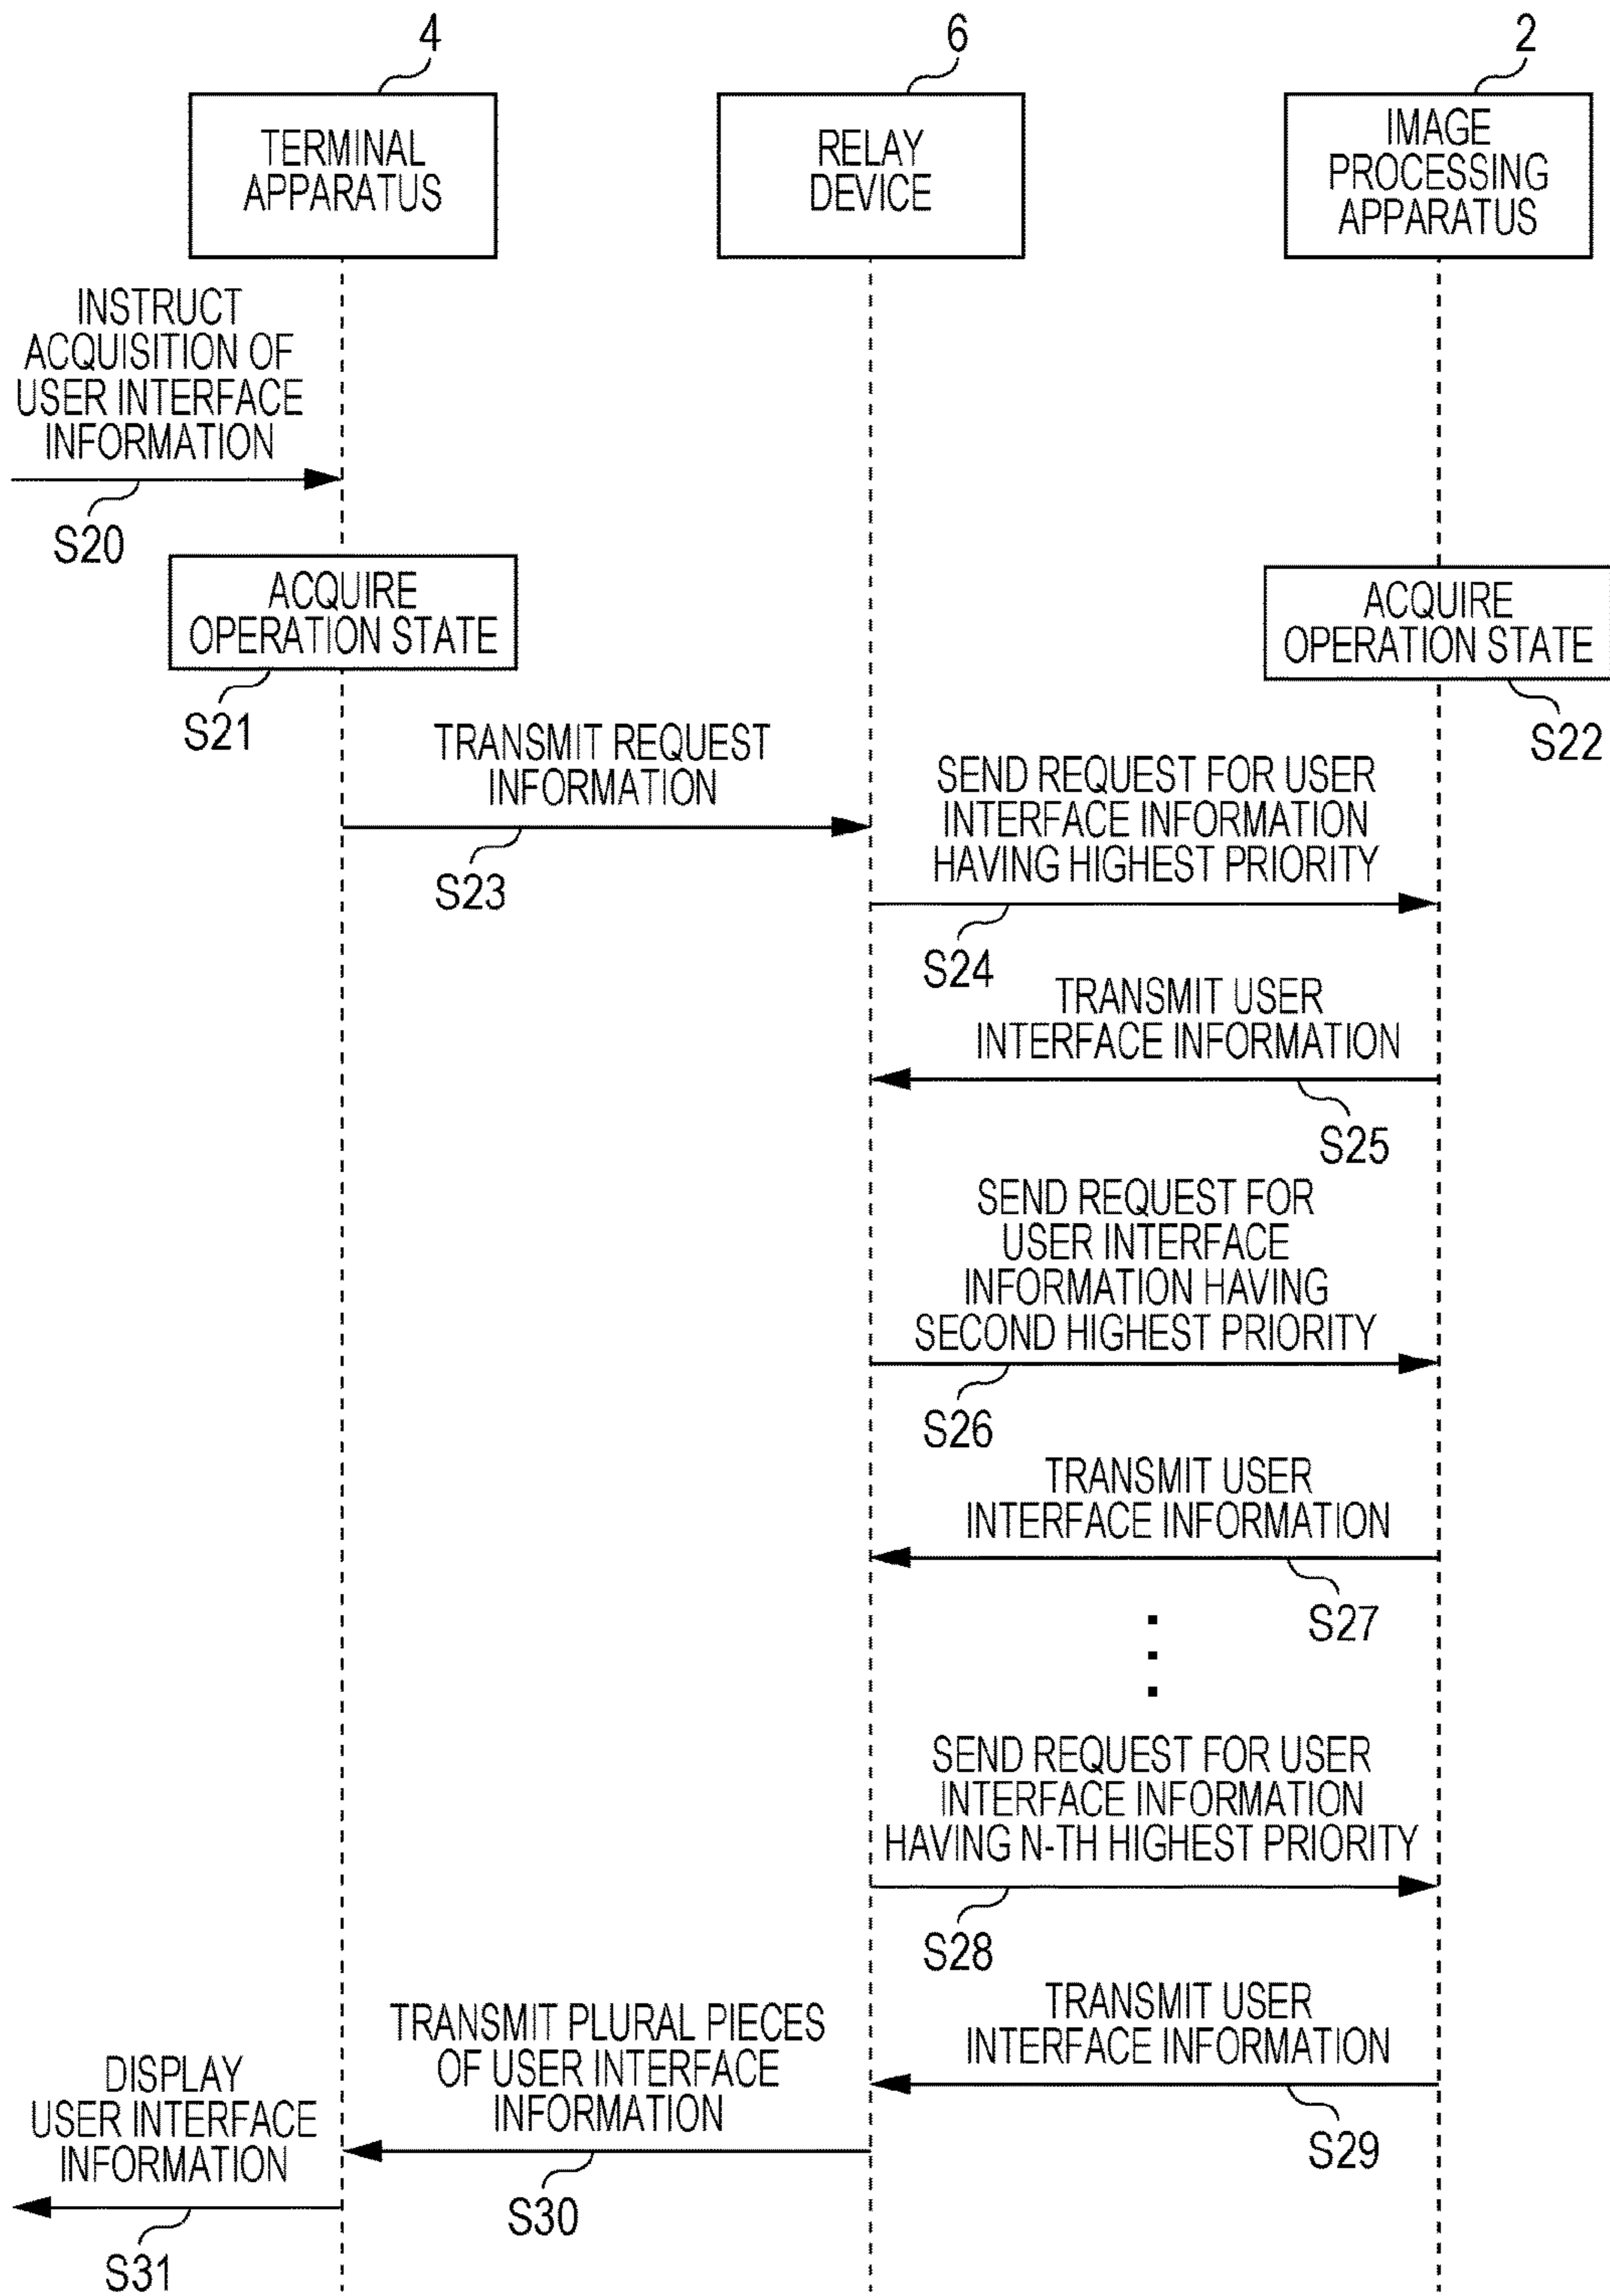 4
6
2
TERMINAL
APPARATUS
RELAY
DEVICE
IMAGE
PROCESSING
APPARATUS
INSTRUCT
ACQUISITION OF
USER INTERFACE
INFORMATION
S20
ACQUIRE
OPERATION STATE
S21
ACQUIRE
OPERATION STATE
S22
TRANSMIT REQUEST
INFORMATION
S23
SEND REQUEST FOR USER
INTERFACE INFORMATION
HAVING HIGHEST PRIORITY
S24
TRANSMIT USER
INTERFACE INFORMATION
S25
SEND REQUEST FOR
USER INTERFACE
INFORMATION HAVING
SECOND HIGHEST PRIORITY
S26
TRANSMIT USER
INTERFACE INFORMATION
S27
SEND REQUEST FOR USER
INTERFACE INFORMATION
HAVING N-TH HIGHEST PRIORITY
S28
TRANSMIT USER
INTERFACE INFORMATION
S29
TRANSMIT PLURAL PIECES
OF USER INTERFACE
INFORMATION
S30
DISPLAY
USER INTERFACE
INFORMATION
S31